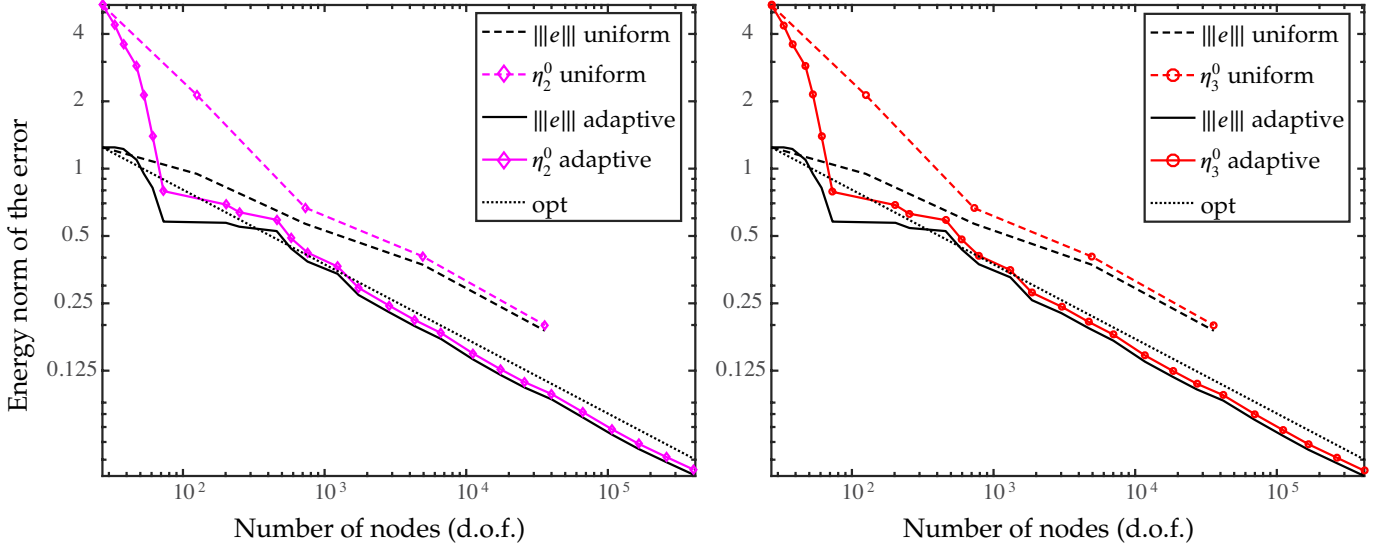 Energy norm of the error
4
2
1
0.5
0.25
0.125
10²
10³
10⁴
10⁵
Number of nodes (d.o.f.)
|||e||| uniform
η₂⁰ uniform
|||e||| adaptive
η₂⁰ adaptive
opt
4
2
1
0.5
0.25
0.125
10²
10³
10⁴
10⁵
Number of nodes (d.o.f.)
|||e||| uniform
η₃⁰ uniform
|||e||| adaptive
η₃⁰ adaptive
opt